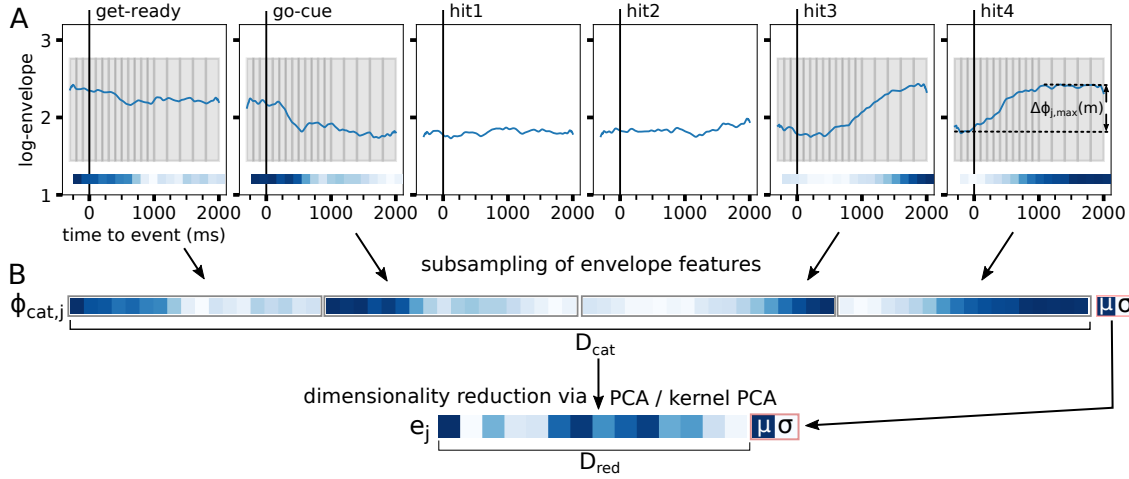 A
get-ready
go-cue
hit1
hit2
hit3
hit4
log-envelope
3
2
1
Δϕj,max(m)
0 1000 2000
0 1000 2000
0 1000 2000
0 1000 2000
0 1000 2000
0 1000 2000
time to event (ms)
B
subsampling of envelope features
ϕcat,j
μ σ
Dcat
dimensionality reduction via PCA / kernel PCA
ej
μ σ
Dred